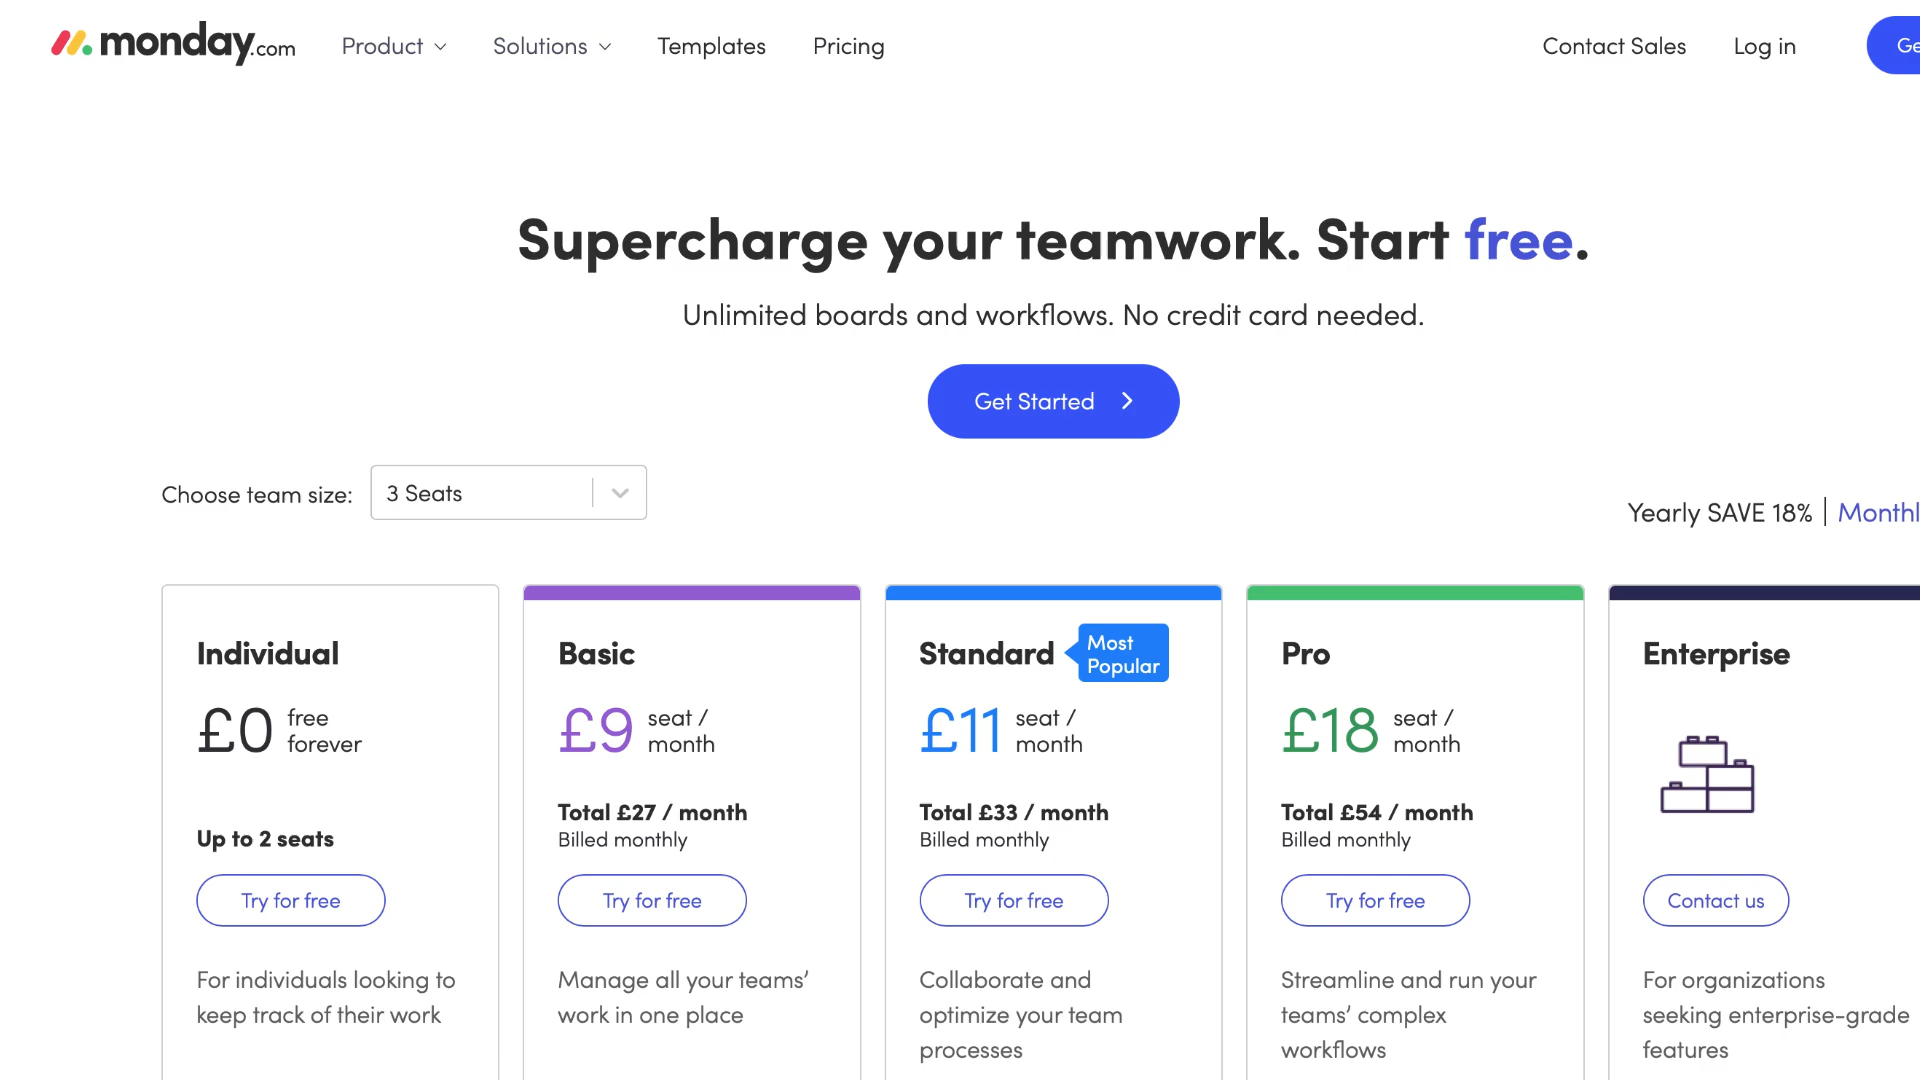 monday.com
Product
Solutions
Templates
Pricing
Contact Sales
Log in
Ge
Supercharge your teamwork. Start free.
Unlimited boards and workflows. No credit card needed.
Get Started
Choose team size:
3 Seats
Yearly SAVE 18%
Monthl
Individual
£0 free
forever
Up to 2 seats
Try for free
For individuals looking to
keep track of their work
Basic
£9 seat /
month
Total £27 / month
Billed monthly
Try for free
Manage all your teams’
work in one place
Standard
Most
Popular
£11 seat /
month
Total £33 / month
Billed monthly
Try for free
Collaborate and
optimize your team
processes
Pro
£18 seat /
month
Total £54 / month
Billed monthly
Try for free
Streamline and run your
teams’ complex
workflows
Enterprise
Contact us
For organizations
seeking enterprise-grade
features